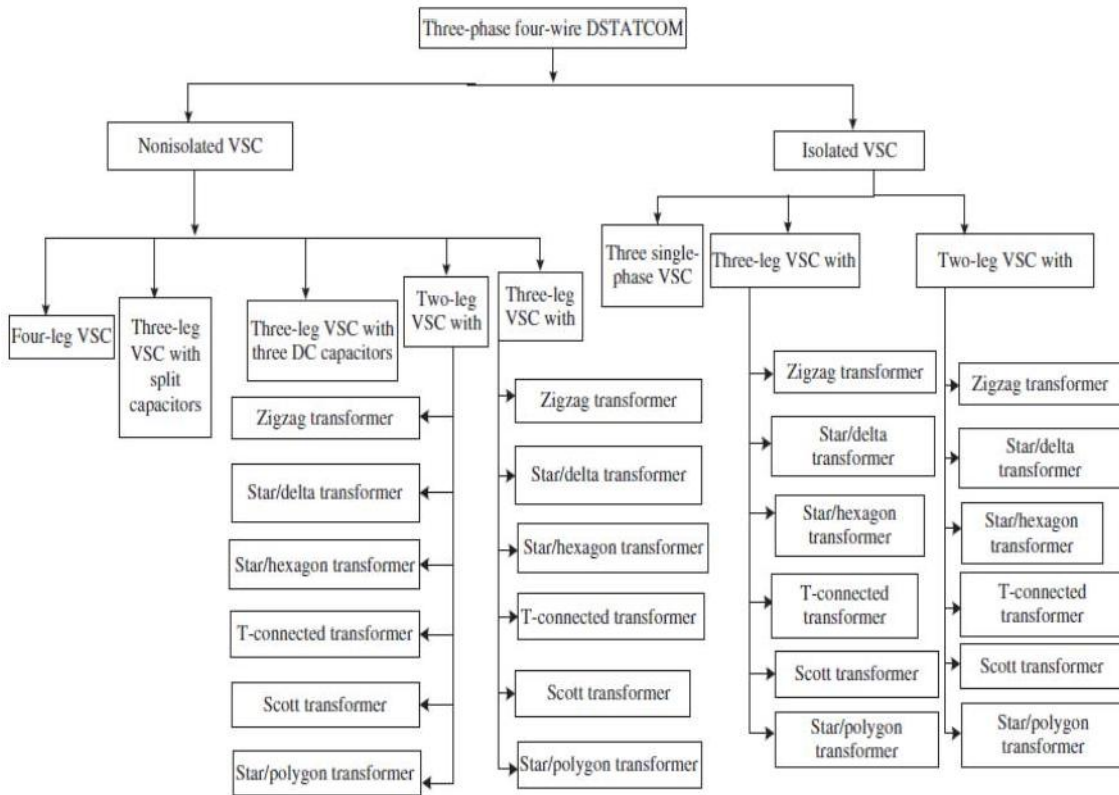 Three-phase four-wire DSTATCOM
Nonisolated VSC
Isolated VSC
Four-leg VSC
Three-leg
VSC with
split
capacitors
Three-leg VSC with
three DC capacitors
Two-leg
VSC with
Three-leg
VSC with
Three single-
phase VSC
Three-leg VSC with
Two-leg VSC with
Zigzag transformer
Star/delta transformer
Star/hexagon transformer
T-connected transformer
Scott transformer
Star/polygon transformer
Zigzag transformer
Star/delta transformer
Star/hexagon transformer
T-connected transformer
Scott transformer
Star/polygon transformer
Zigzag transformer
Star/delta
transformer
Star/hexagon
transformer
T-connected
transformer
Scott transformer
Star/polygon
transformer
Zigzag transformer
Star/delta
transformer
Star/hexagon
transformer
T-connected
transformer
Scott transformer
Star/polygon
transformer